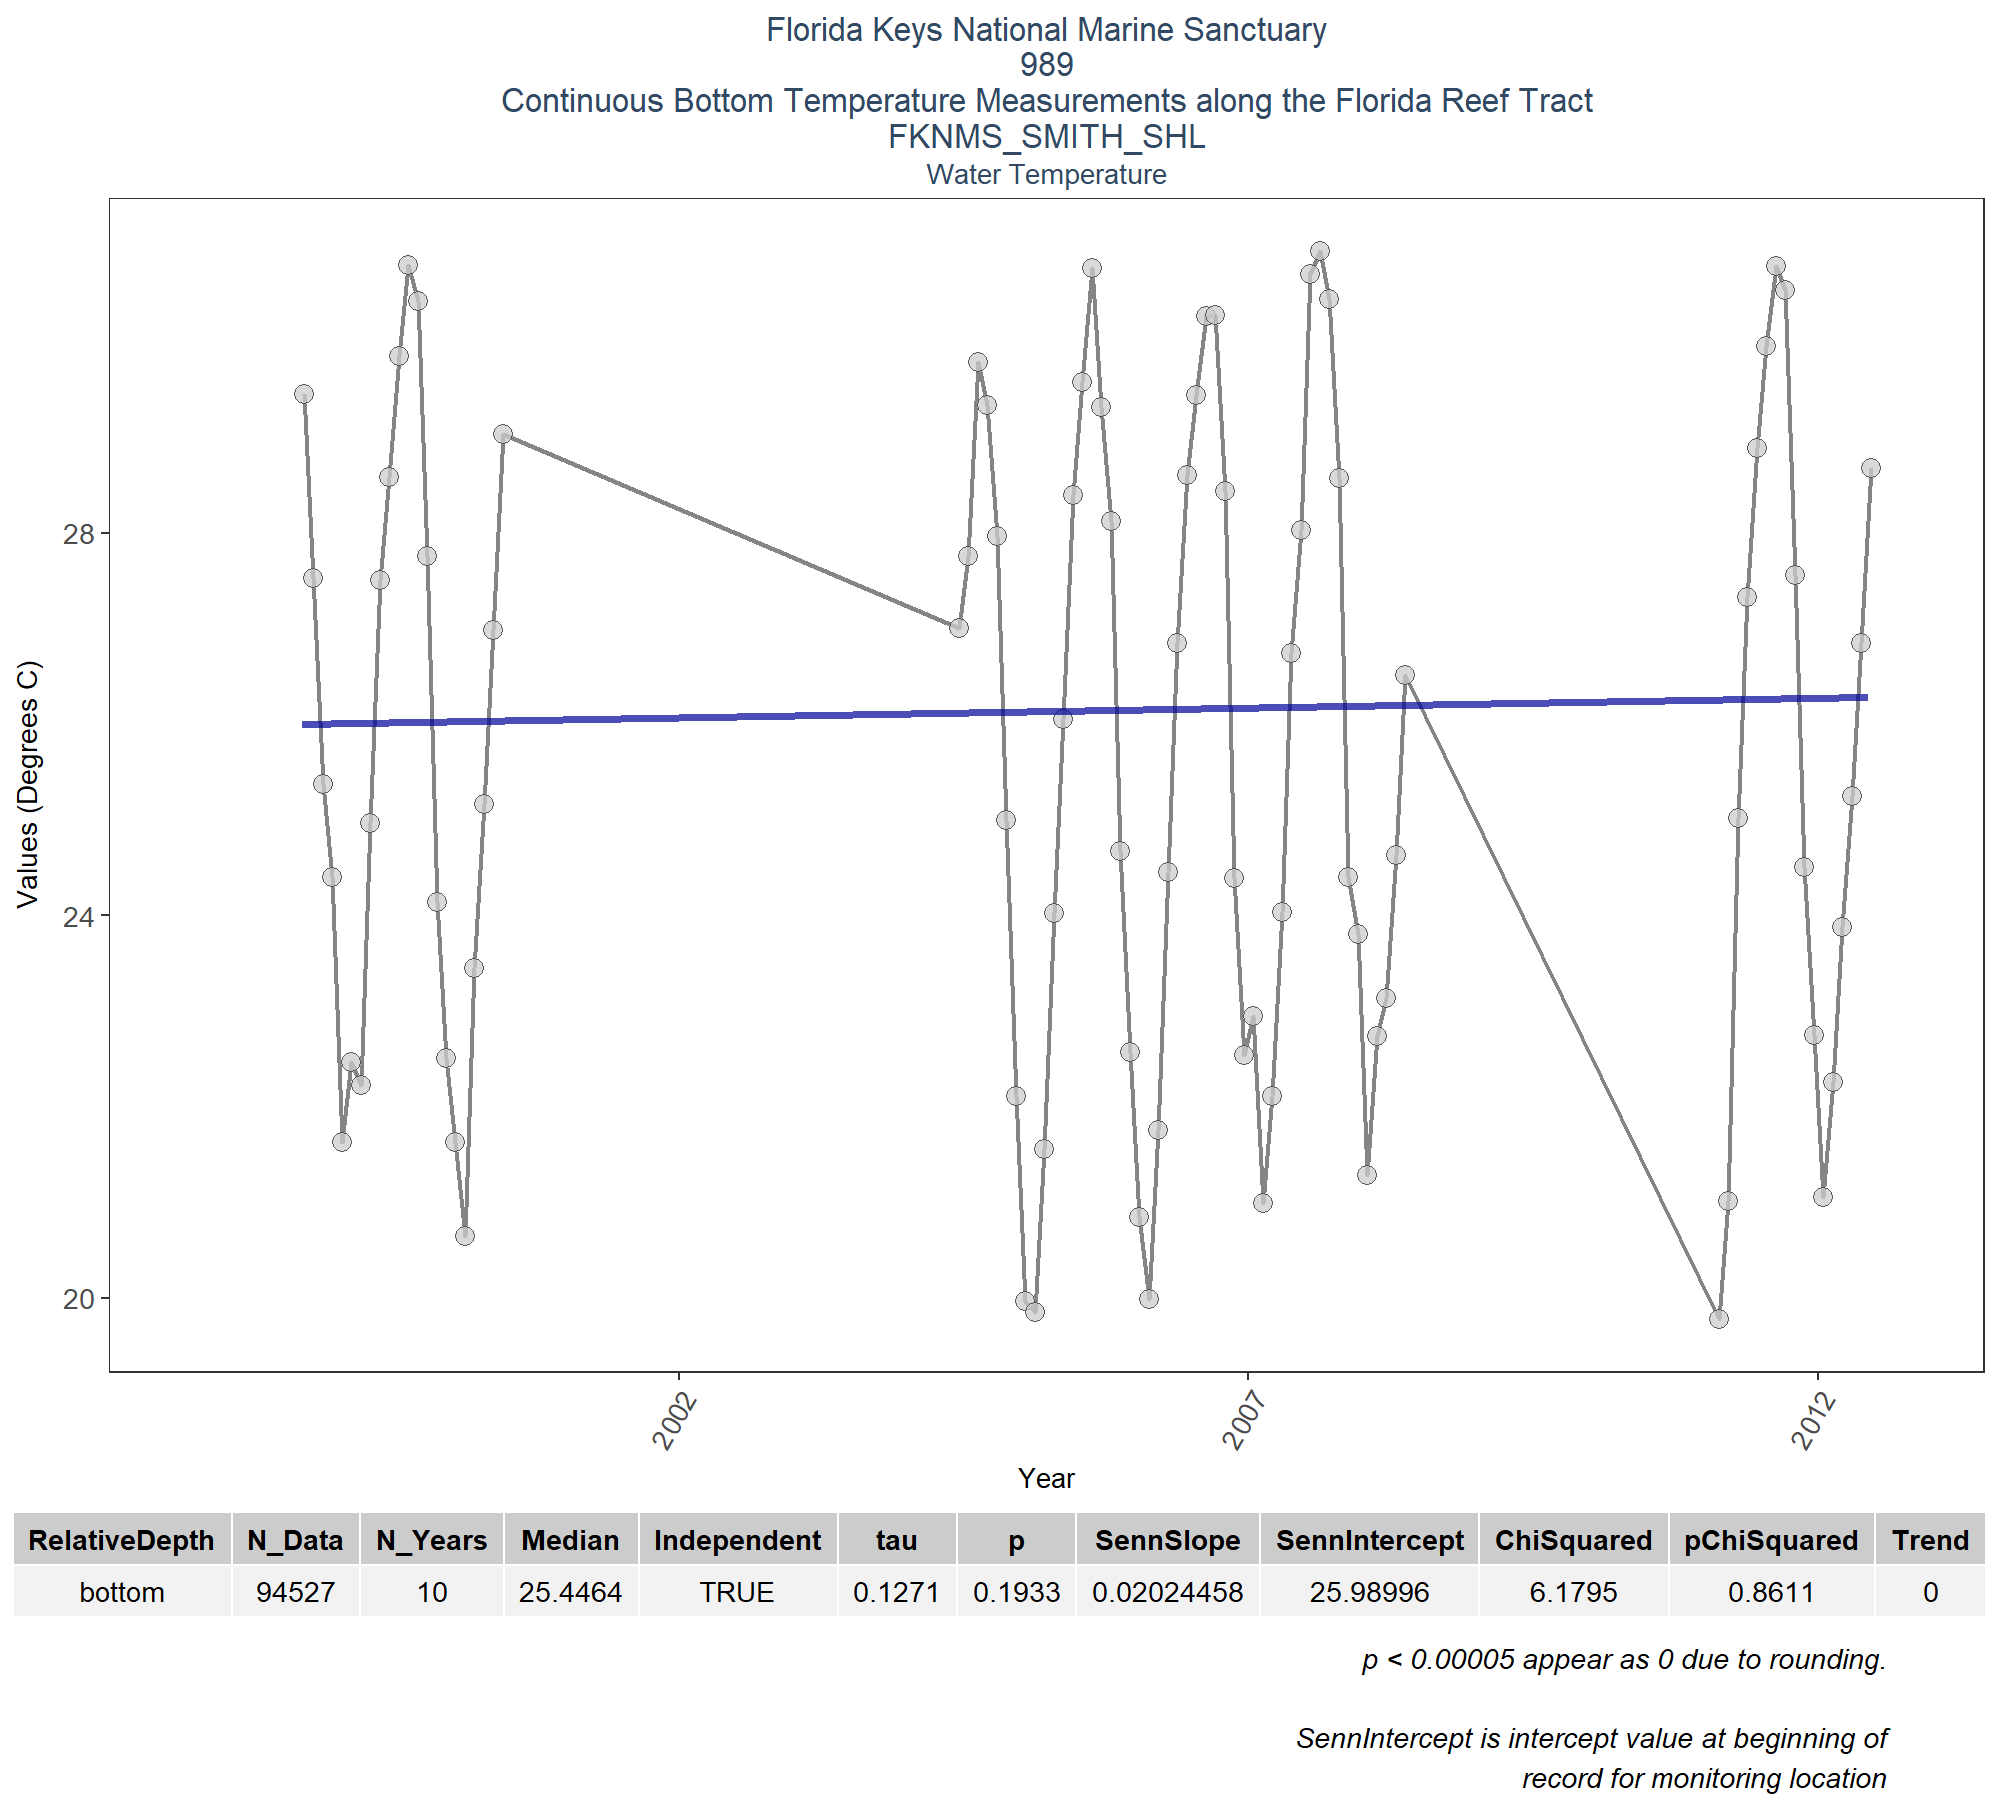 Florida Keys National Marine Sanctuary
989
Continuous Bottom Temperature Measurements along the Florida Reef Tract
FKNMS_SMITH_SHL
Water Temperature
Values (Degrees C)
28
24
20
2002
2007
2012
Year
RelativeDepth N_Data N_Years Median Independent tau p SennSlope SennIntercept ChiSquared pChiSquared Trend
bottom 94527 10 25.4464 TRUE 0.1271 0.1933 0.02024458 25.98996 6.1795 0.8611 0
p < 0.00005 appear as 0 due to rounding.
SennIntercept is intercept value at beginning of
record for monitoring location